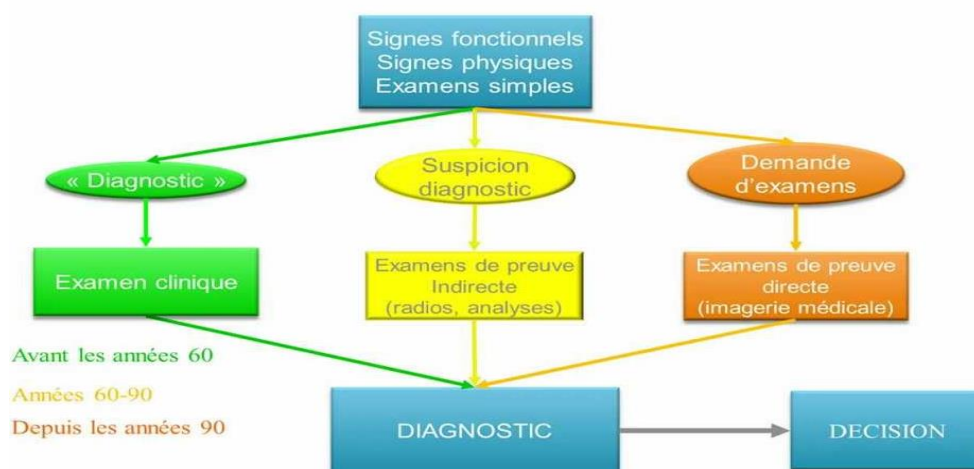 Signes fonctionnels
Signes physiques
Examens simples
« Diagnostic »
Suspicion
diagnostic
Demande
d'examens
Examen clinique
Examens de preuve
Indirecte
(radios, analyses)
Examens de preuve
directe
(imagerie médicale)
Avant les années 60
Années 60-90
Depuis les années 90
DIAGNOSTIC
DECISION